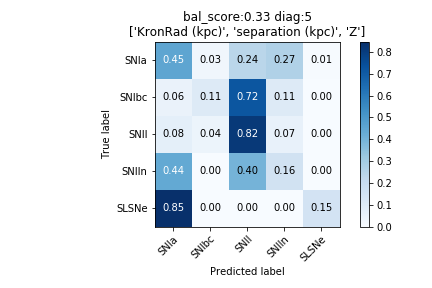 bal_score:0.33 diag:5
['KronRad (kpc)', 'separation (kpc)', 'Z']
True label
SNIa 0.45 0.03 0.24 0.27 0.01
SNIbc 0.06 0.11 0.72 0.11 0.00
SNII 0.08 0.04 0.82 0.07 0.00
SNIIn 0.44 0.00 0.40 0.16 0.00
SLSNe 0.85 0.00 0.00 0.00 0.15
SNIa SNIbc SNII SNIIn SLSNe
Predicted label
0.8
0.7
0.6
0.5
0.4
0.3
0.2
0.1
0.0